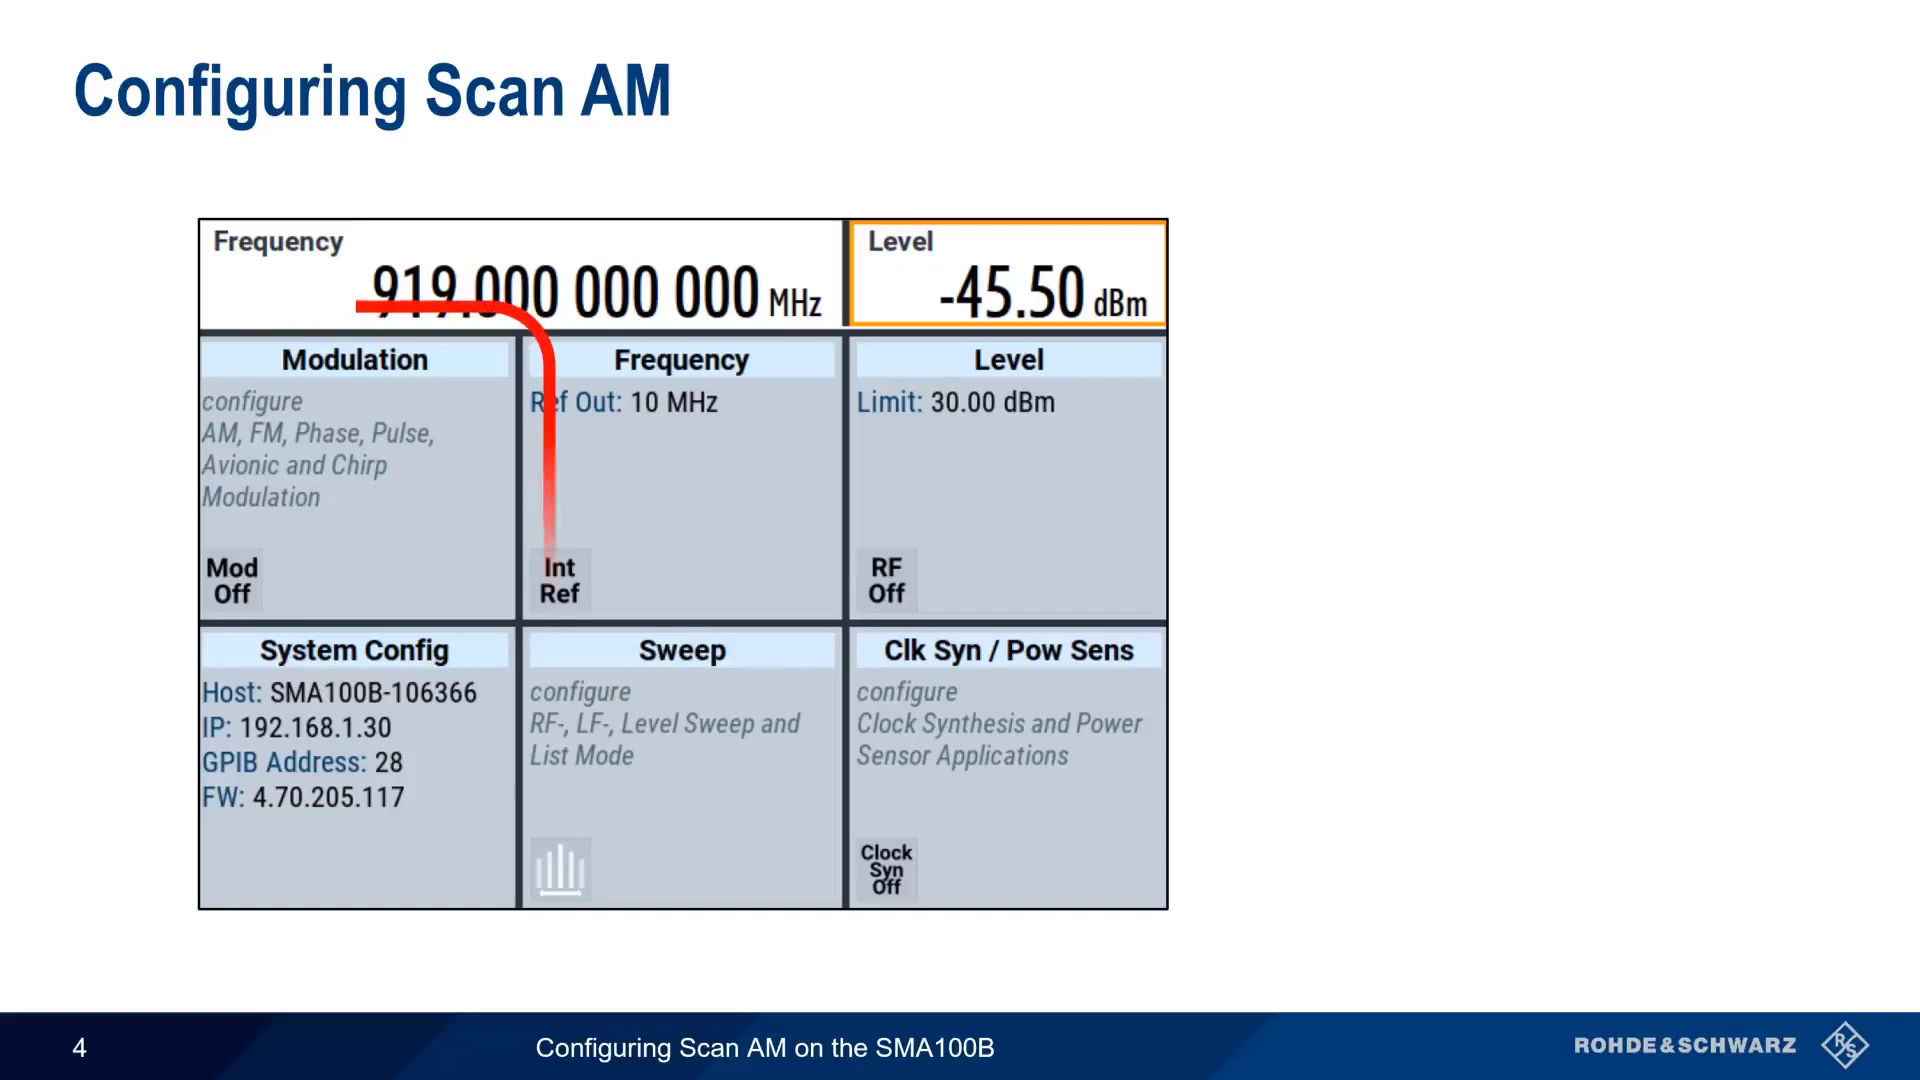 Configuring Scan AM
Frequency
919.000 000 000 MHz
Level
-45.50 dBm
Modulation
configure
AM, FM, Phase, Pulse,
Avionic and Chirp
Modulation
Mod
Off
Frequency
Ref Out: 10 MHz
Int
Ref
Level
Limit: 30.00 dBm
RF
Off
System Config
Host: SMA100B-106366
IP: 192.168.1.30
GPIB Address: 28
FW: 4.70.205.117
Sweep
configure
RF-, LF-, Level Sweep and
List Mode
Clk Syn / Pow Sens
configure
Clock Synthesis and Power
Sensor Applications
Clock
Syn
Off
4
Configuring Scan AM on the SMA100B
ROHDE&SCHWARZ
RS